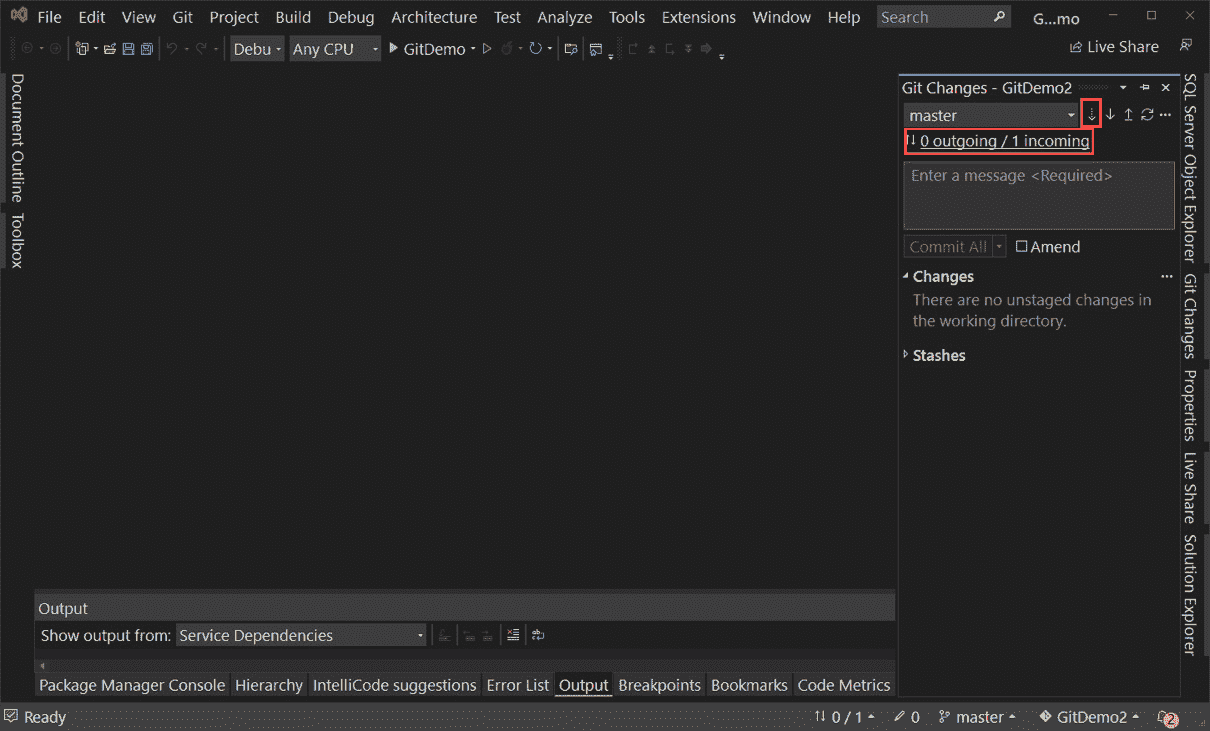 File Edit View Git Project Build Debug Architecture Test Analyze Tools Extensions Window Help Search G...mo
Debu Any CPU GitDemo Live Share
Document Outline
Toolbox
Git Changes - GitDemo2
master
0 outgoing / 1 incoming
Enter a message <Required>
Commit All Amend
Changes
There are no unstaged changes in
the working directory.
Stashes
SQL Server Object Explorer
Git Changes
Properties
Live Share
Solution Explorer
Output
Show output from: Service Dependencies
Package Manager Console Hierarchy IntelliCode suggestions Error List Output Breakpoints Bookmarks Code Metrics
Ready 0 / 1 0 master GitDemo2 2